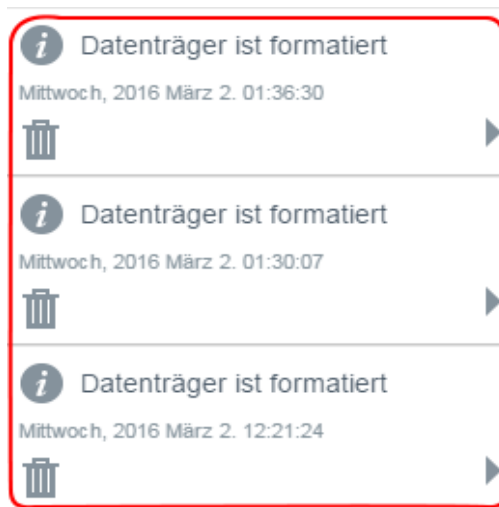 Datenträger ist formatiert
Mittwoch, 2016 März 2. 01:36:30
Datenträger ist formatiert
Mittwoch, 2016 März 2. 01:30:07
Datenträger ist formatiert
Mittwoch, 2016 März 2. 12:21:24